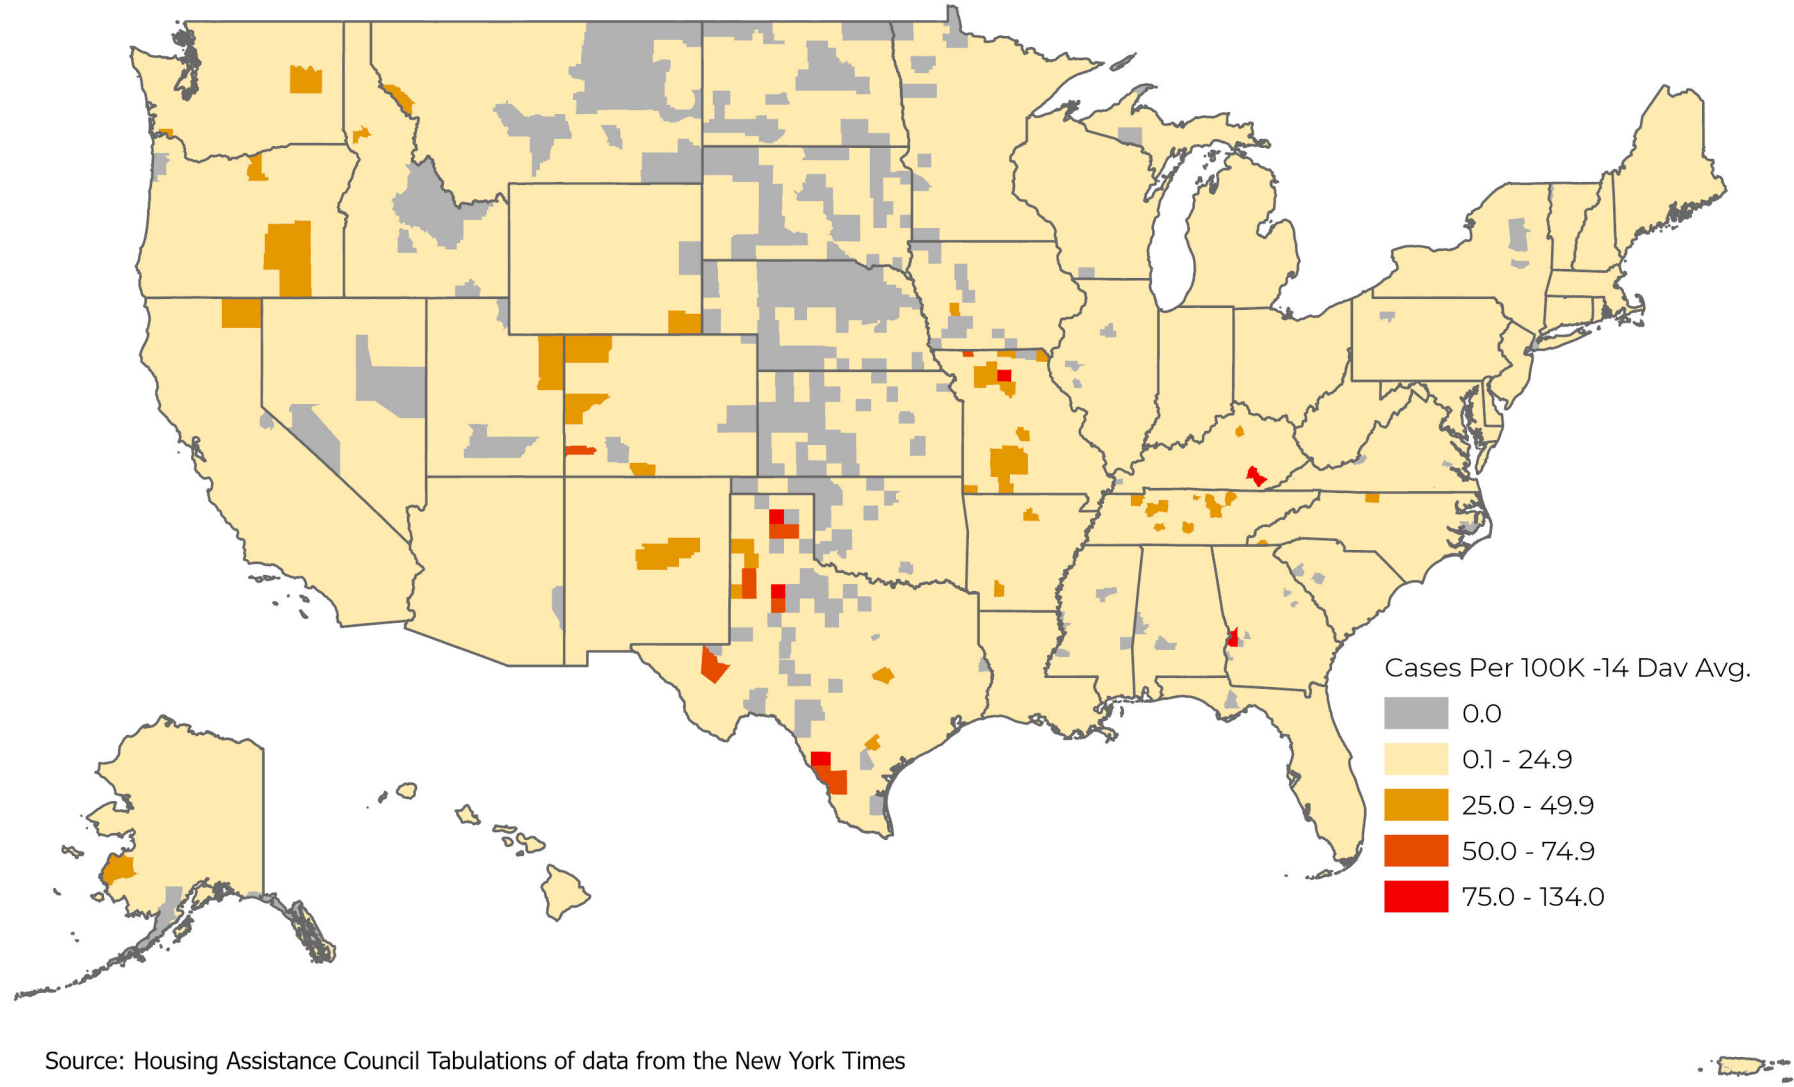 Cases Per 100K -14 Dav Avg.
0.0
0.1 - 24.9
25.0 - 49.9
50.0 - 74.9
75.0 - 134.0
Source: Housing Assistance Council Tabulations of data from the New York Times